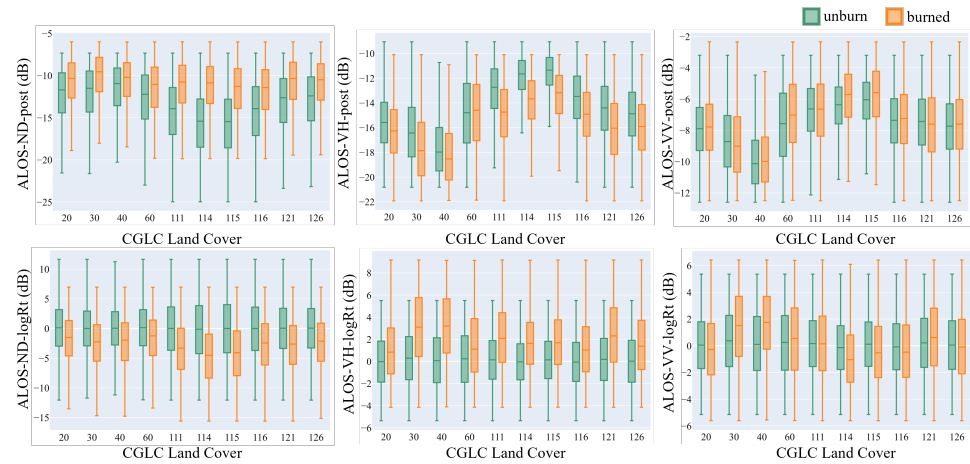 unburn burned
ALOS-ND-post (dB)
−5
−10
−15
−20
−25
20 30 40 60 111 114 115 116 121 126
CGLC Land Cover
ALOS-VH-post (dB)
−10
−12
−14
−16
−18
−20
−22
20 30 40 60 111 114 115 116 121 126
CGLC Land Cover
ALOS-VV-post (dB)
−2
−4
−6
−8
−10
−12
20 30 40 60 111 114 115 116 121 126
CGLC Land Cover
ALOS-ND-logRt (dB)
10
5
0
−5
−10
−15
20 30 40 60 111 114 115 116 121 126
CGLC Land Cover
ALOS-VH-logRt (dB)
8
6
4
2
0
−2
−4
−6
20 30 40 60 111 114 115 116 121 126
CGLC Land Cover
ALOS-VV-logRt (dB)
6
4
2
0
−2
−4
−6
20 30 40 60 111 114 115 116 121 126
CGLC Land Cover